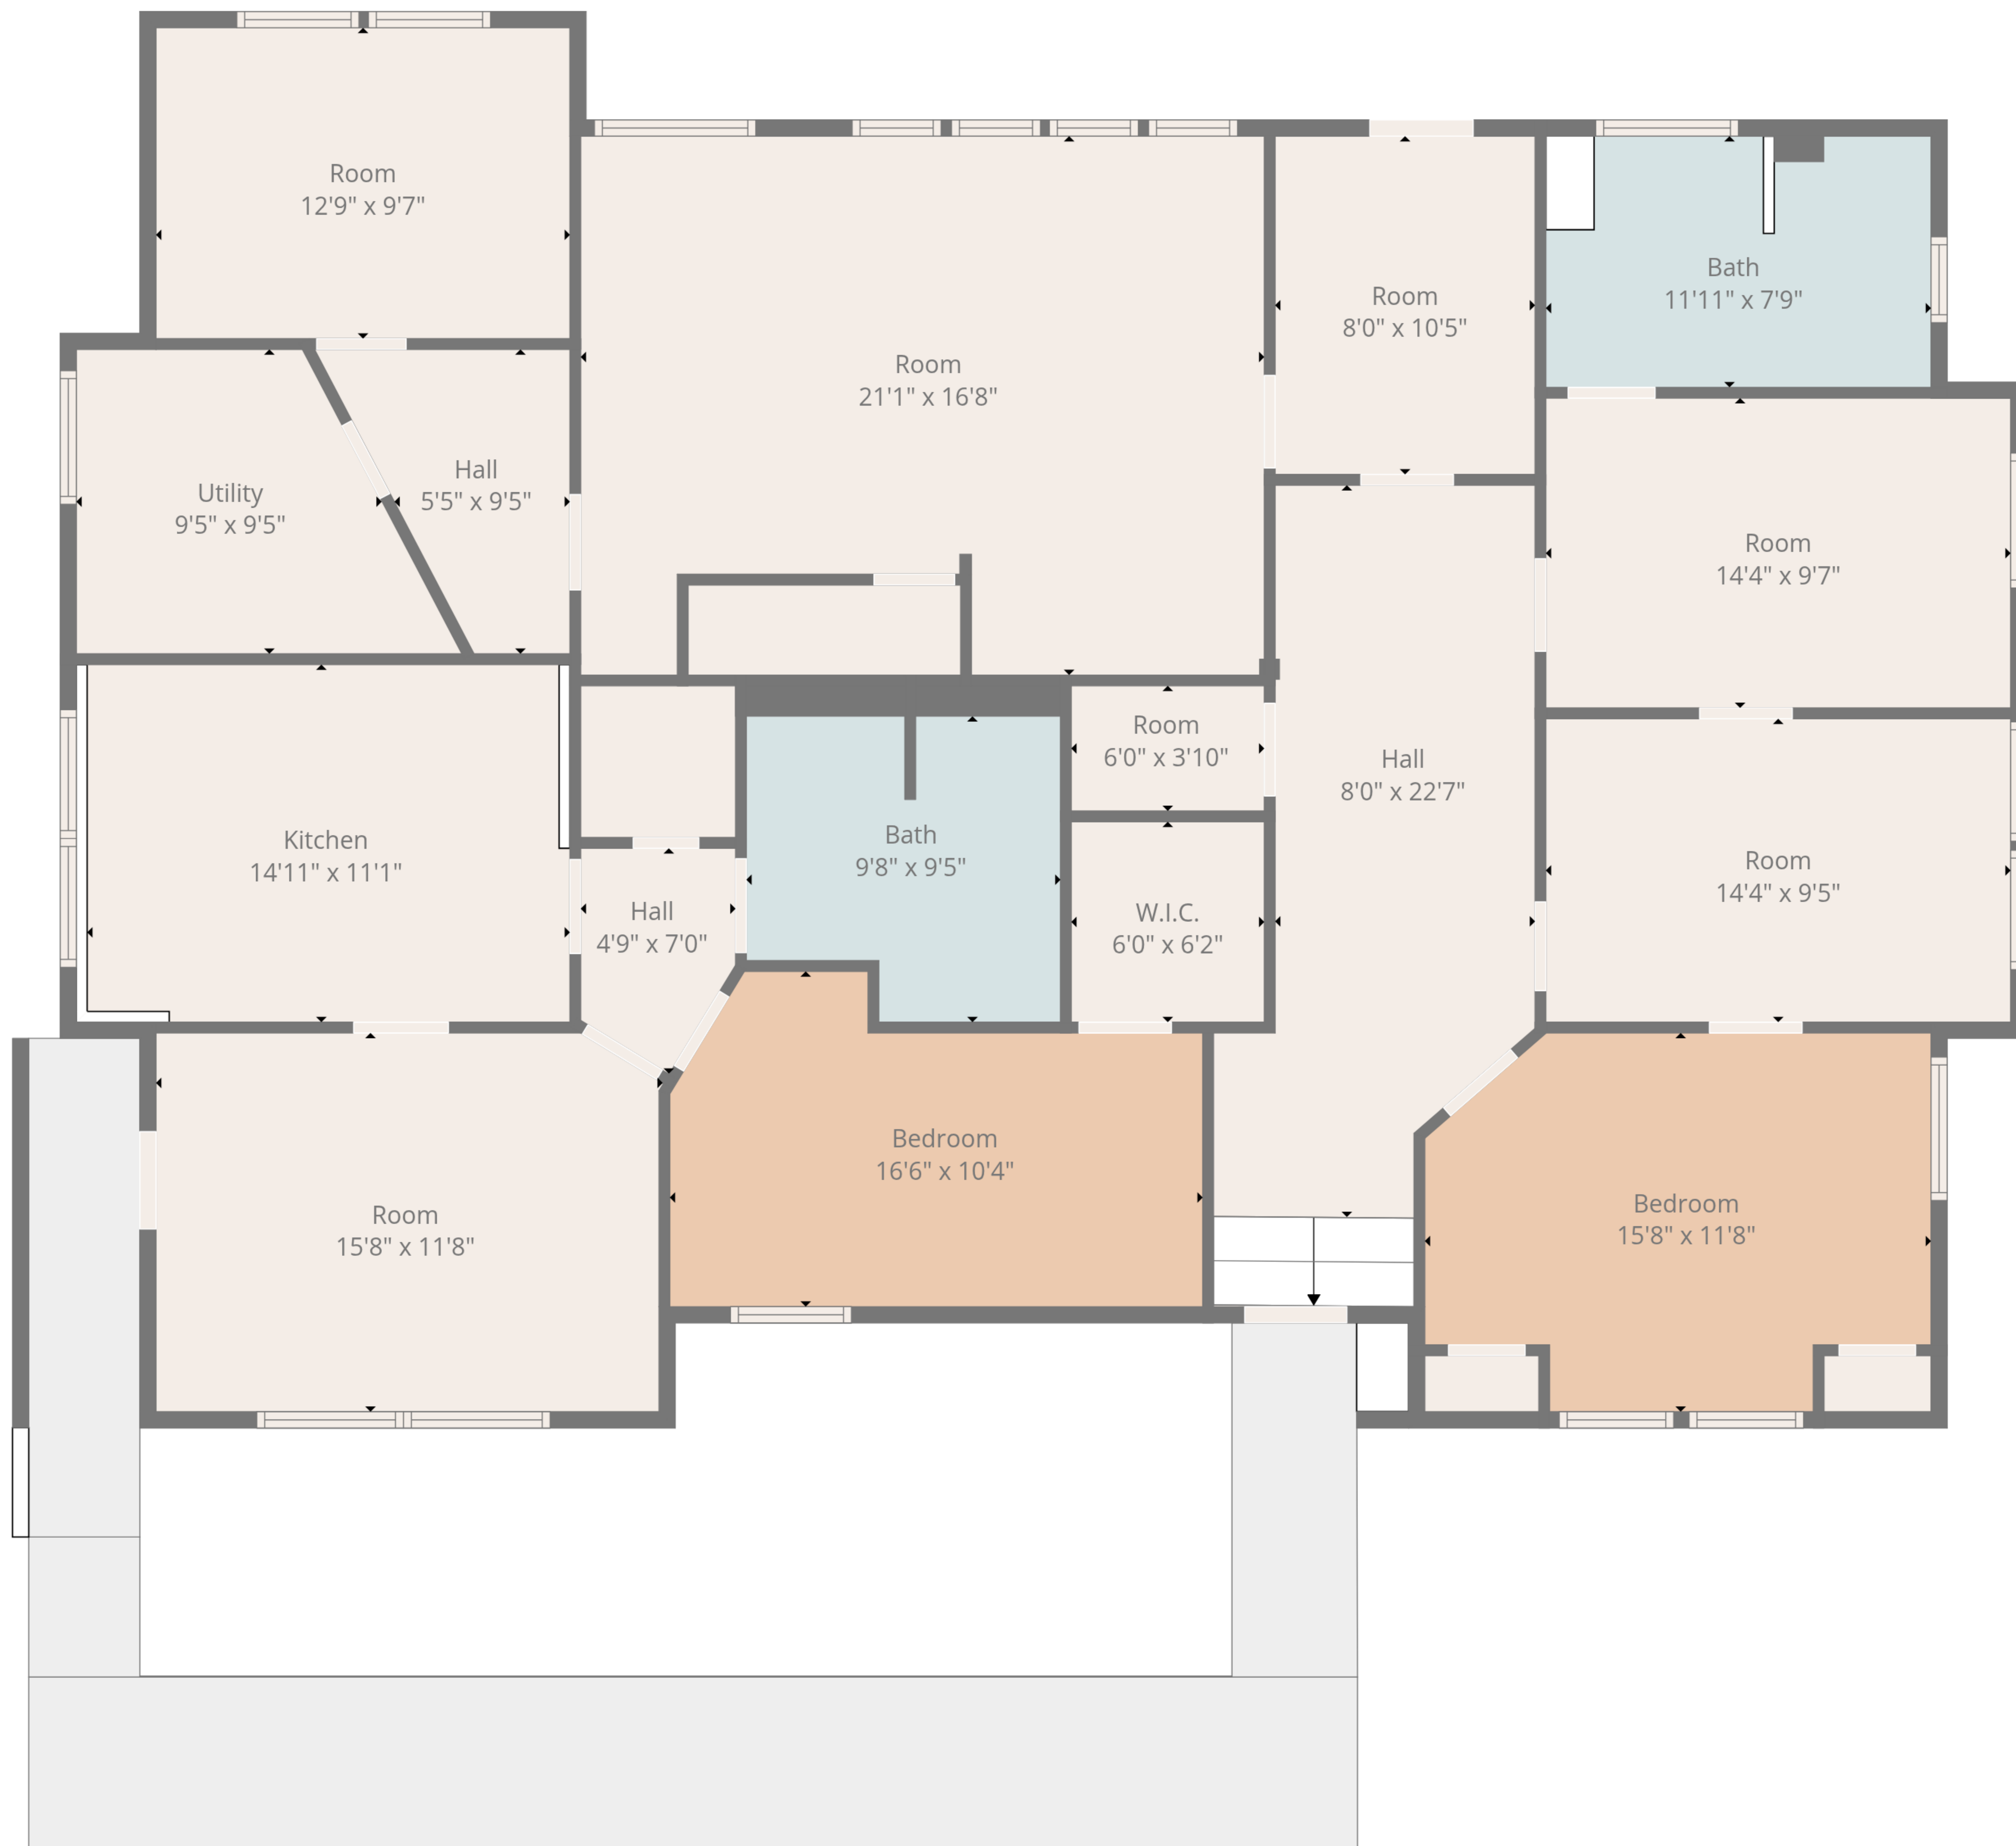 Room
12'9" x 9'7"
Bath
11'11" x 7'9"
Room
8'0" x 10'5"
Room
21'1" x 16'8"
Hall
5'5" x 9'5"
Utility
9'5" x 9'5"
Room
14'4" x 9'7"
Room
6'0" x 3'10"
Hall
8'0" x 22'7"
Kitchen
14'11" x 11'1"
Bath
9'8" x 9'5"
Room
14'4" x 9'5"
Hall
4'9" x 7'0"
W.I.C.
6'0" x 6'2"
Bedroom
16'6" x 10'4"
Room
15'8" x 11'8"
Bedroom
15'8" x 11'8"